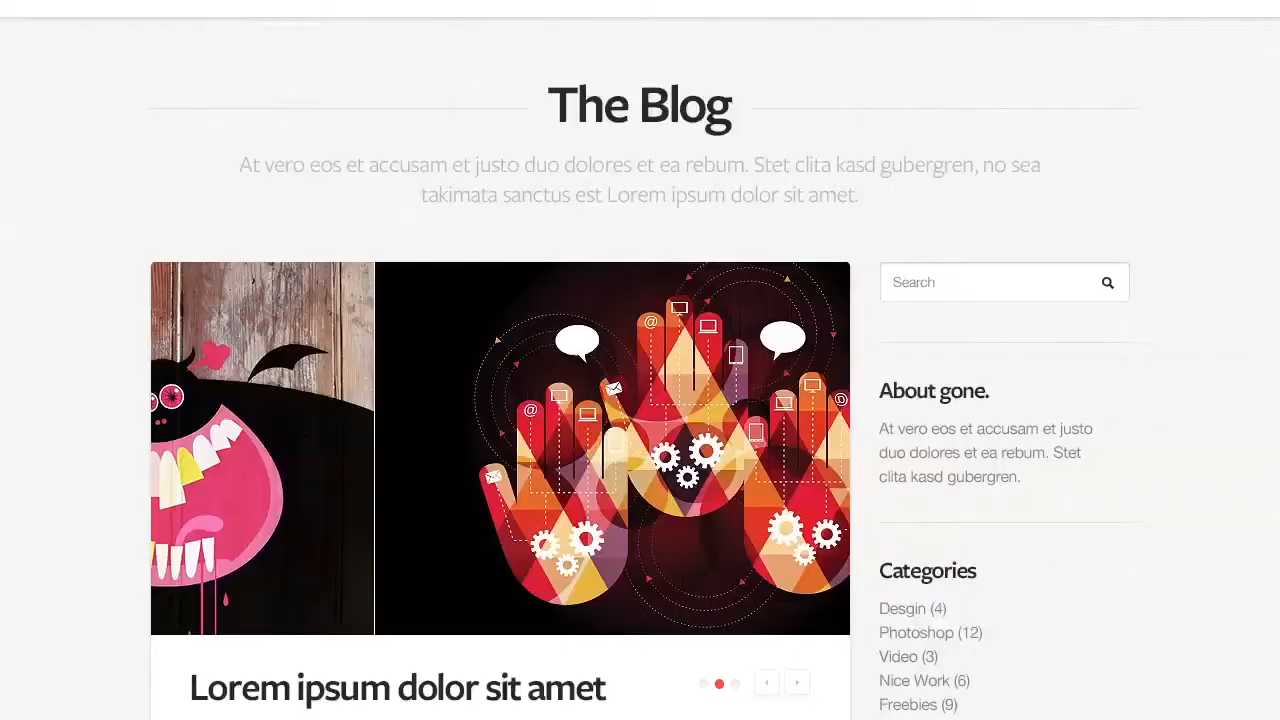 The Blog
At vero eos et accusam et justo duo dolores et ea rebum. Stet clita kasd gubergren, no sea
takimata sanctus est Lorem ipsum dolor sit amet.
Search
@
@
@
About gone.
At vero eos et accusam et justo
duo dolores et ea rebum. Stet
clita kasd gubergren.
Categories
Desgin (4)
Photoshop (12)
Video (3)
Nice Work (6)
Freebies (9)
Lorem ipsum dolor sit amet